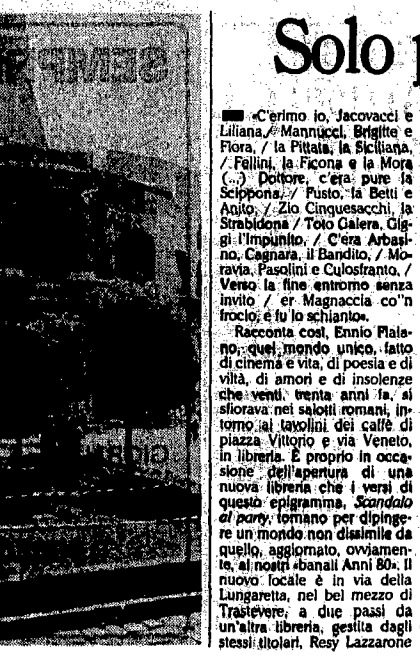 Solo p
«C'erimo io, Jacovacci e
Liliana,/ Mannucci, Brigitte e
Flora, / la Pittata, la Siciliana,
/ Fellini, la Ficona e la Mora
(...) Dottore, c'era pure la
Scippona, / Pusto, la Betti e
Anjto, / Zio Cinquesacchi, la
Strabidona / Toto Galera, Gig-
gi l'Impunito, / C'era Arbasi-
no, Cagnara, il Bandito, / Mo-
ravia, Pasolini e Culosfranto, /
Verso la fine entromo senza
invito / er Magnaccia co''n
frocio, e fu lo schianto».
Racconta così, Ennio Flaia-
no, quel mondo unico, fatto
di cinema e vita, di poesia e di
viltà, di amori e di insolenze
che venti, trenta anni fa, si
sfiorava nei salotti romani, in-
torno ai tavolini dei caffè di
piazza Vittorio e via Veneto,
in libreria. È proprio in occa-
sione dell'apertura di una
nuova libreria che i versi di
questo epigramma, Scandalo
al party, tornano per dipinge-
re un mondo non dissimile da
quello, aggiornato, ovviamen-
te, ai nostri «banali Anni 80». Il
nuovo locale è in via della
Lungaretta, nel bel mezzo di
Trastevere, a due passi da
un'altra libreria, gestita dagli
stessi titolari, Resy Lazzarone